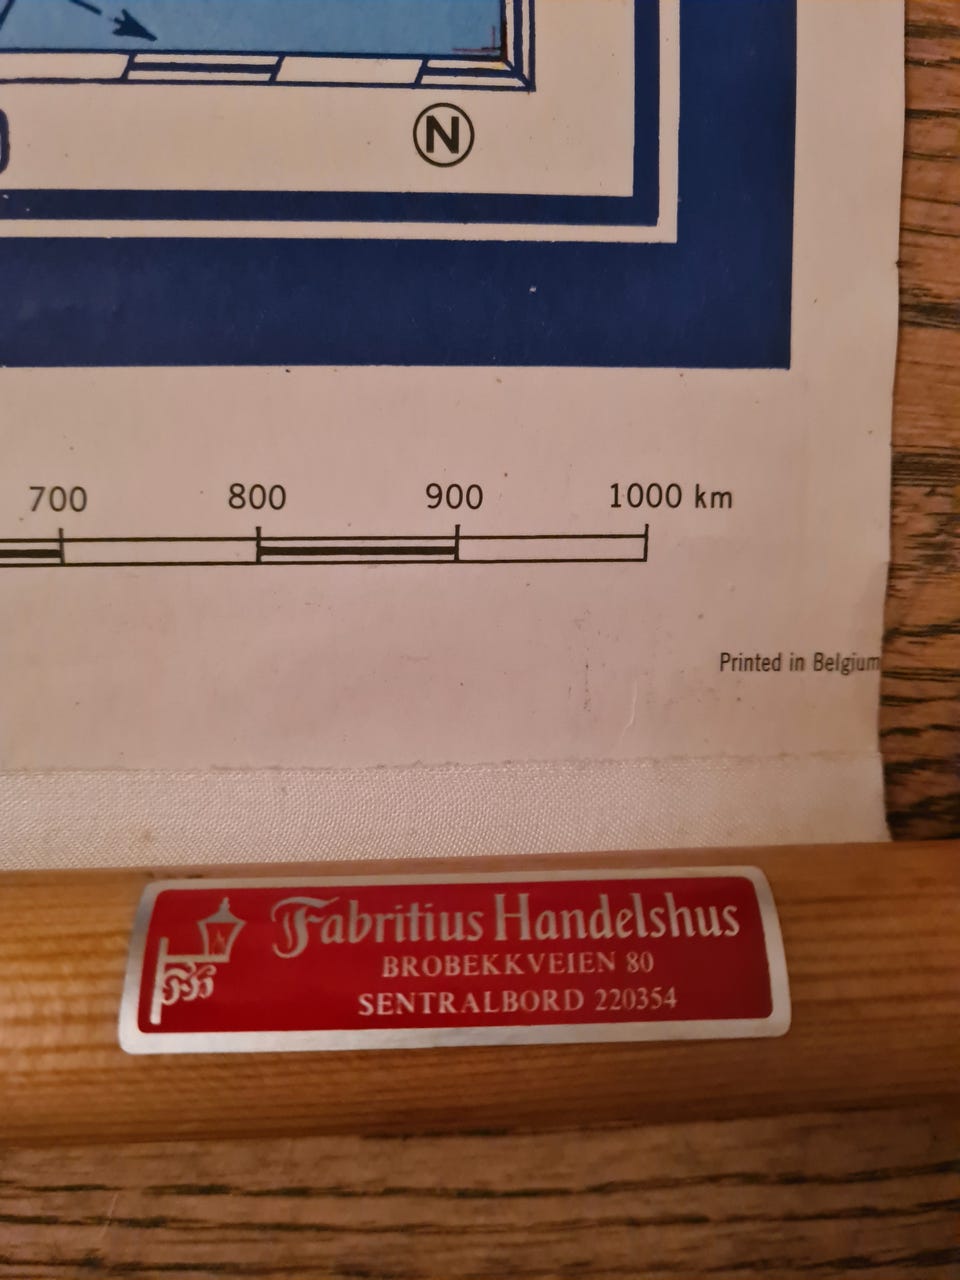 N
700 800 900 1000 km
Printed in Belgium
Fabritius Handelshus
BROBEKKVEIEN 80
SENTRALBORD 220354